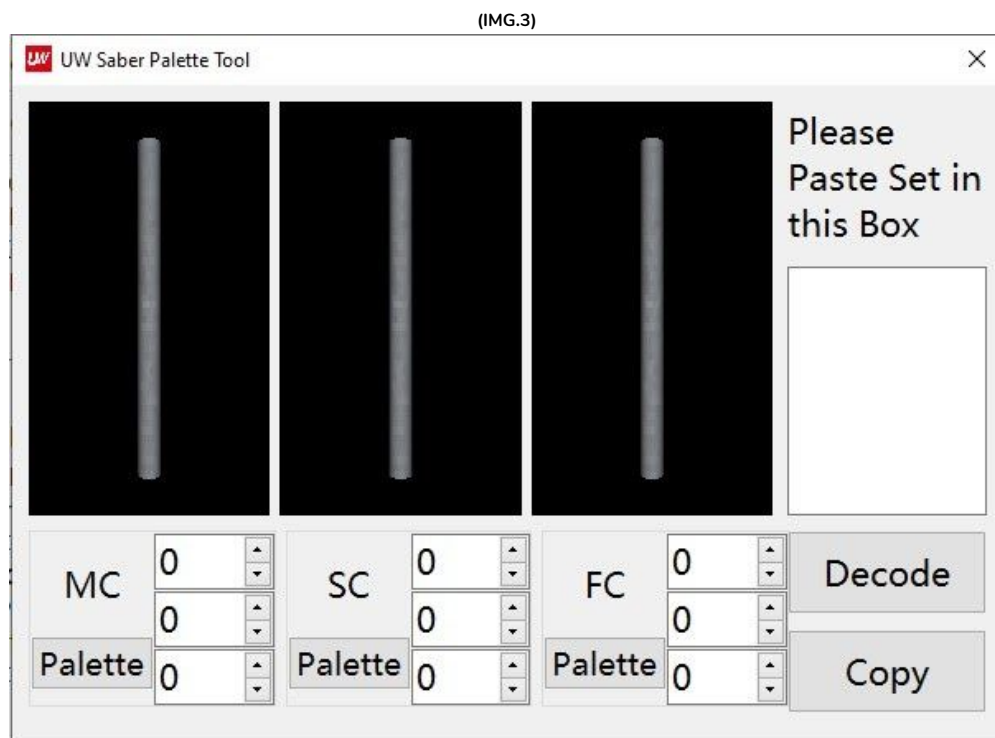 (IMG.3)
UW UW Saber Palette Tool
Please
Paste Set in
this Box
MC
0
0
Palette
0
SC
0
0
Palette
0
FC
0
0
Palette
0
Decode
Copy